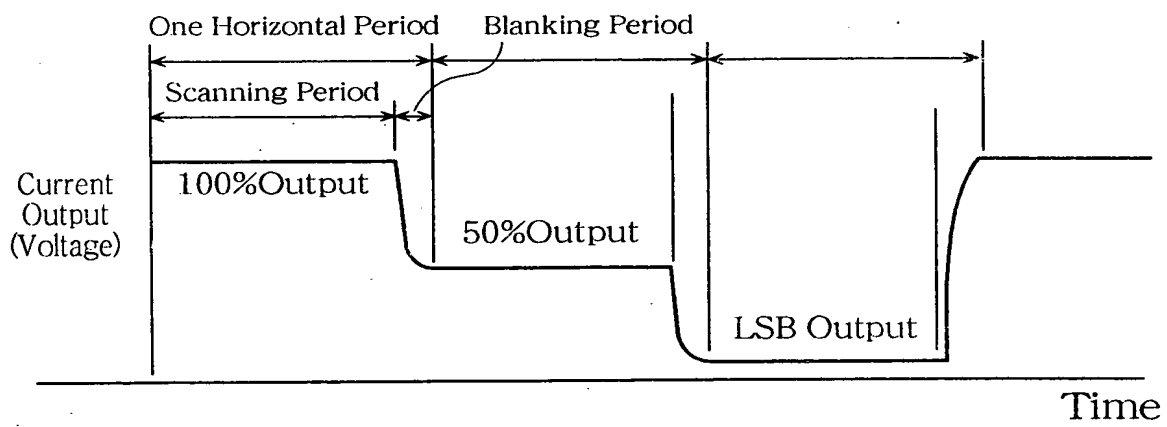 One Horizontal Period
Blanking Period
Scanning Period
100%Output
Current
Output
(Voltage)
50%Output
LSB Output
Time